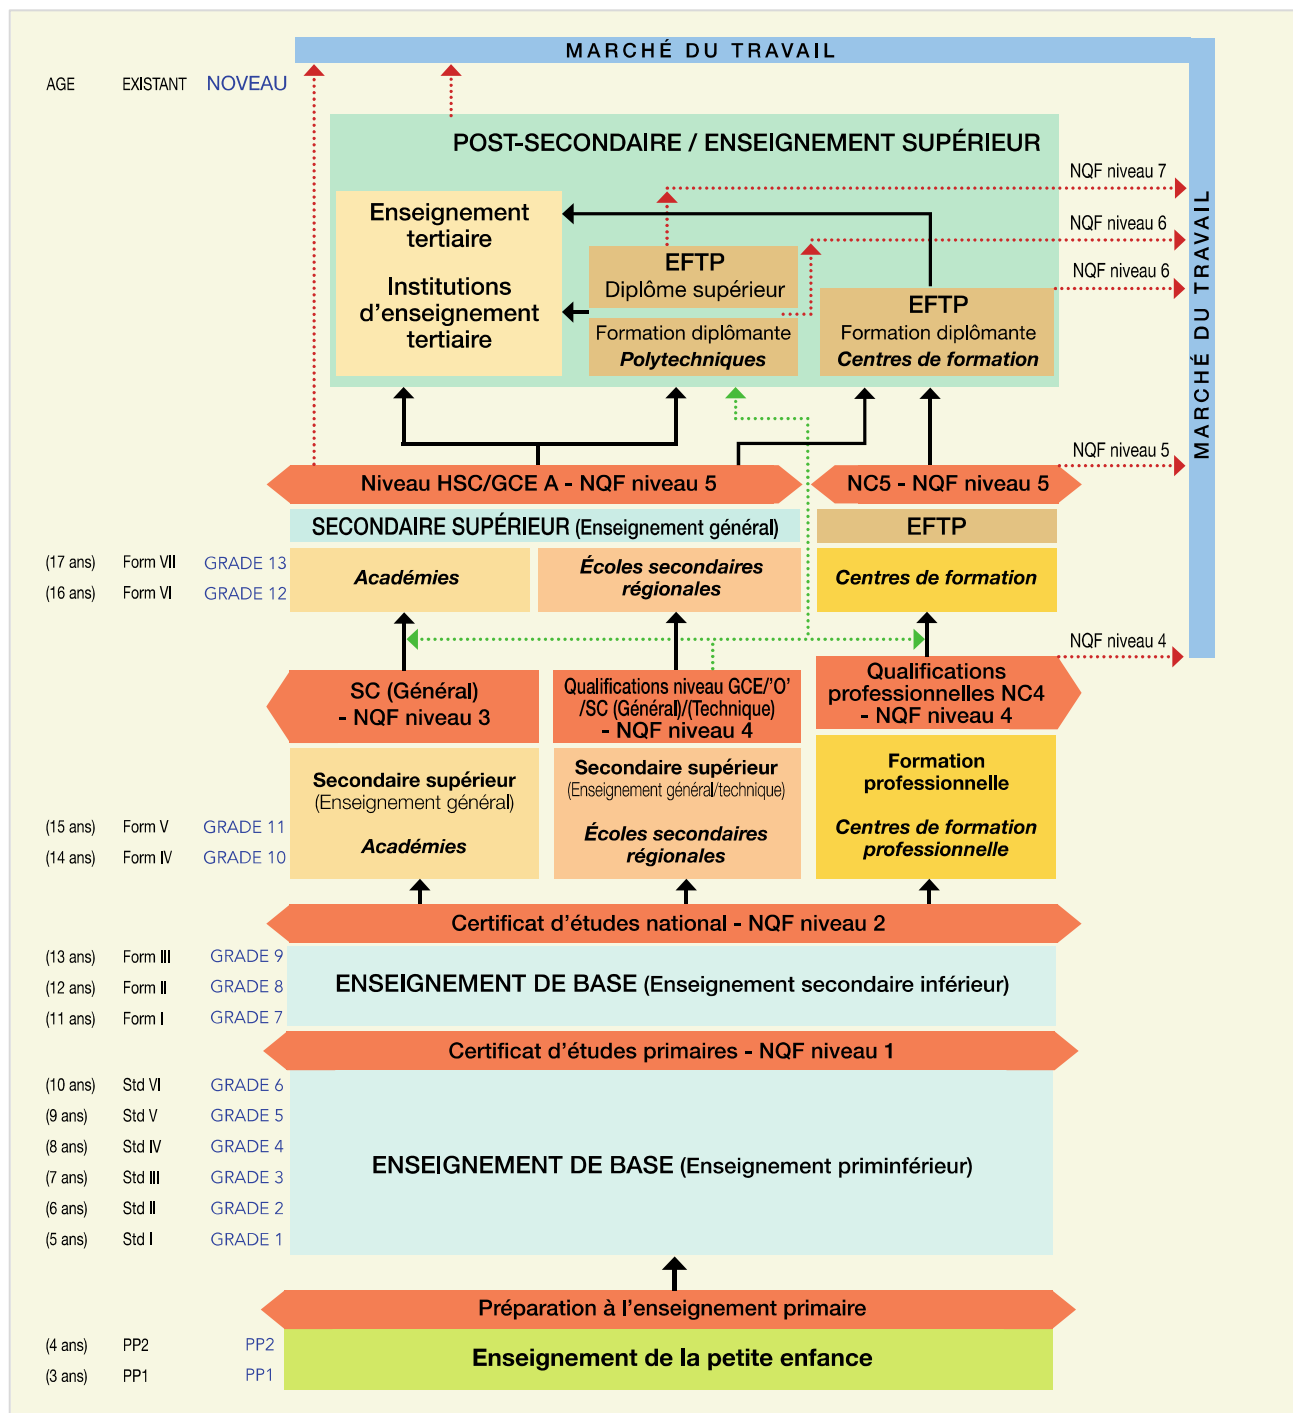 MARCHÉ DU TRAVAIL
AGE EXISTANT NOVEAU
POST-SECONDAIRE / ENSEIGNEMENT SUPÉRIEUR
NQF niveau 7
NQF niveau 6
NQF niveau 6
MARCHÉ DU TRAVAIL
Enseignement
tertiaire
Institutions
d'enseignement
tertiaire
EFTP
Diplôme supérieur
Formation diplômante
Polytechniques
EFTP
Formation diplômante
Centres de formation
NQF niveau 5
Niveau HSC/GCE A - NQF niveau 5
NC5 - NQF niveau 5
SECONDAIRE SUPÉRIEUR (Enseignement général)
EFTP
(17 ans) Form VII GRADE 13
(16 ans) Form VI GRADE 12
Académies
Écoles secondaires
régionales
Centres de formation
NQF niveau 4
SC (Général)
- NQF niveau 3
Qualifications niveau GCE/'O'
/SC (Général)/(Technique)
- NQF niveau 4
Qualifications
professionnelles NC4
- NQF niveau 4
Secondaire supérieur
(Enseignement général)
Académies
Secondaire supérieur
(Enseignement général/technique)
Écoles secondaires
régionales
Formation
professionnelle
Centres de formation
professionnelle
(15 ans) Form V GRADE 11
(14 ans) Form IV GRADE 10
Certificat d'études national - NQF niveau 2
(13 ans) Form III GRADE 9
(12 ans) Form II GRADE 8
(11 ans) Form I GRADE 7
ENSEIGNEMENT DE BASE (Enseignement secondaire inférieur)
Certificat d'études primaires - NQF niveau 1
(10 ans) Std VI GRADE 6
(9 ans) Std V GRADE 5
(8 ans) Std IV GRADE 4
(7 ans) Std III GRADE 3
(6 ans) Std II GRADE 2
(5 ans) Std I GRADE 1
ENSEIGNEMENT DE BASE (Enseignement priminférieur)
Préparation à l'enseignement primaire
(4 ans) PP2 PP2
(3 ans) PP1 PP1
Enseignement de la petite enfance